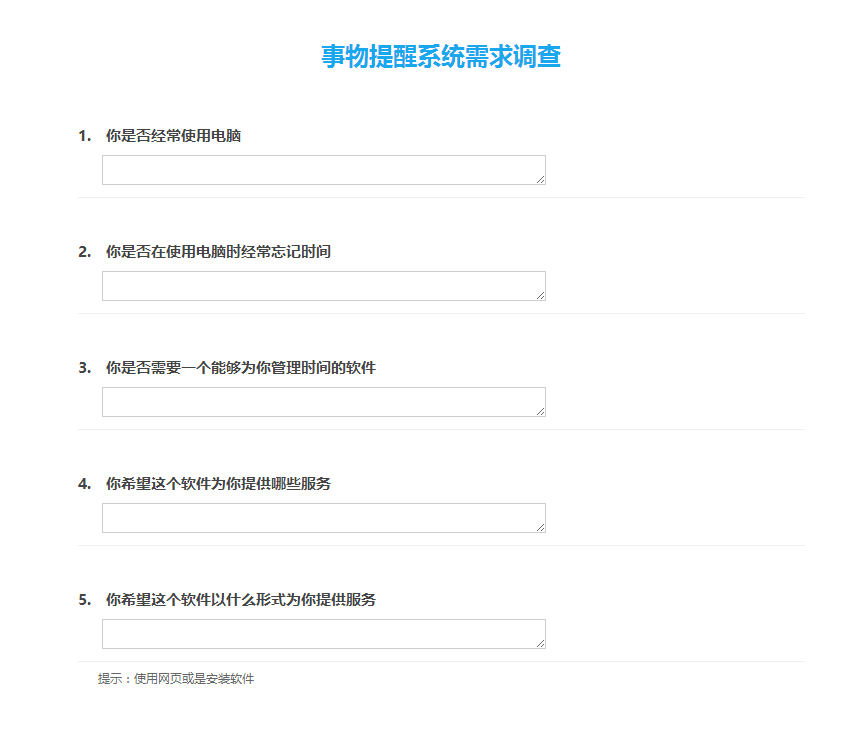 事物提醒系统需求调查
1. 你是否经常使用电脑
2. 你是否在使用电脑时经常忘记时间
3. 你是否需要一个能够为你管理时间的软件
4. 你希望这个软件为你提供哪些服务
5. 你希望这个软件以什么形式为你提供服务
提示：使用网页或是安装软件